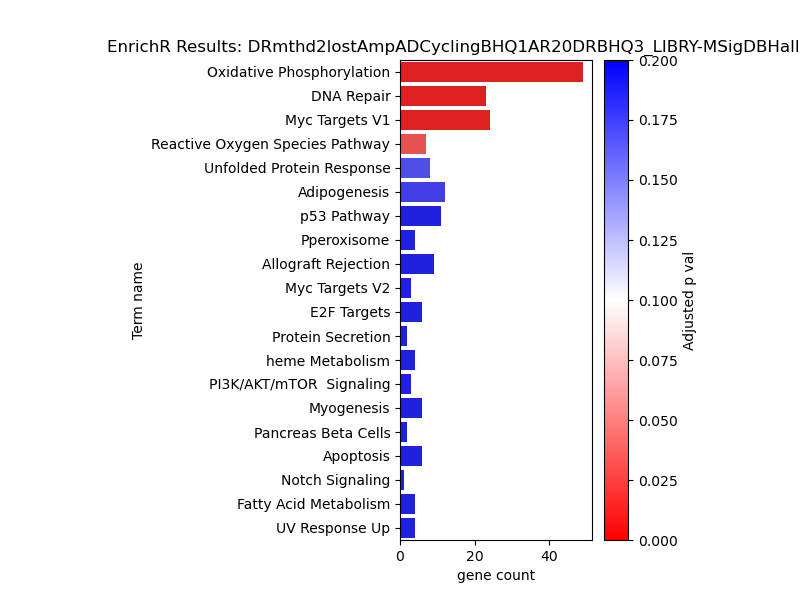 EnrichR Results: DRmthd2lostAmpADCyclingBHQ1AR20DRBHQ3_LIBRY-MSigDBHall
Oxidative Phosphorylation
DNA Repair
Myc Targets V1
Reactive Oxygen Species Pathway
Unfolded Protein Response
Adipogenesis
p53 Pathway
Pperoxisome
Allograft Rejection
Myc Targets V2
E2F Targets
Protein Secretion
heme Metabolism
PI3K/AKT/mTOR  Signaling
Myogenesis
Pancreas Beta Cells
Apoptosis
Notch Signaling
Fatty Acid Metabolism
UV Response Up
Term name
0 20 40
gene count
0.200
0.175
0.150
0.125
0.100
0.075
0.050
0.025
0.000
Adjusted p val